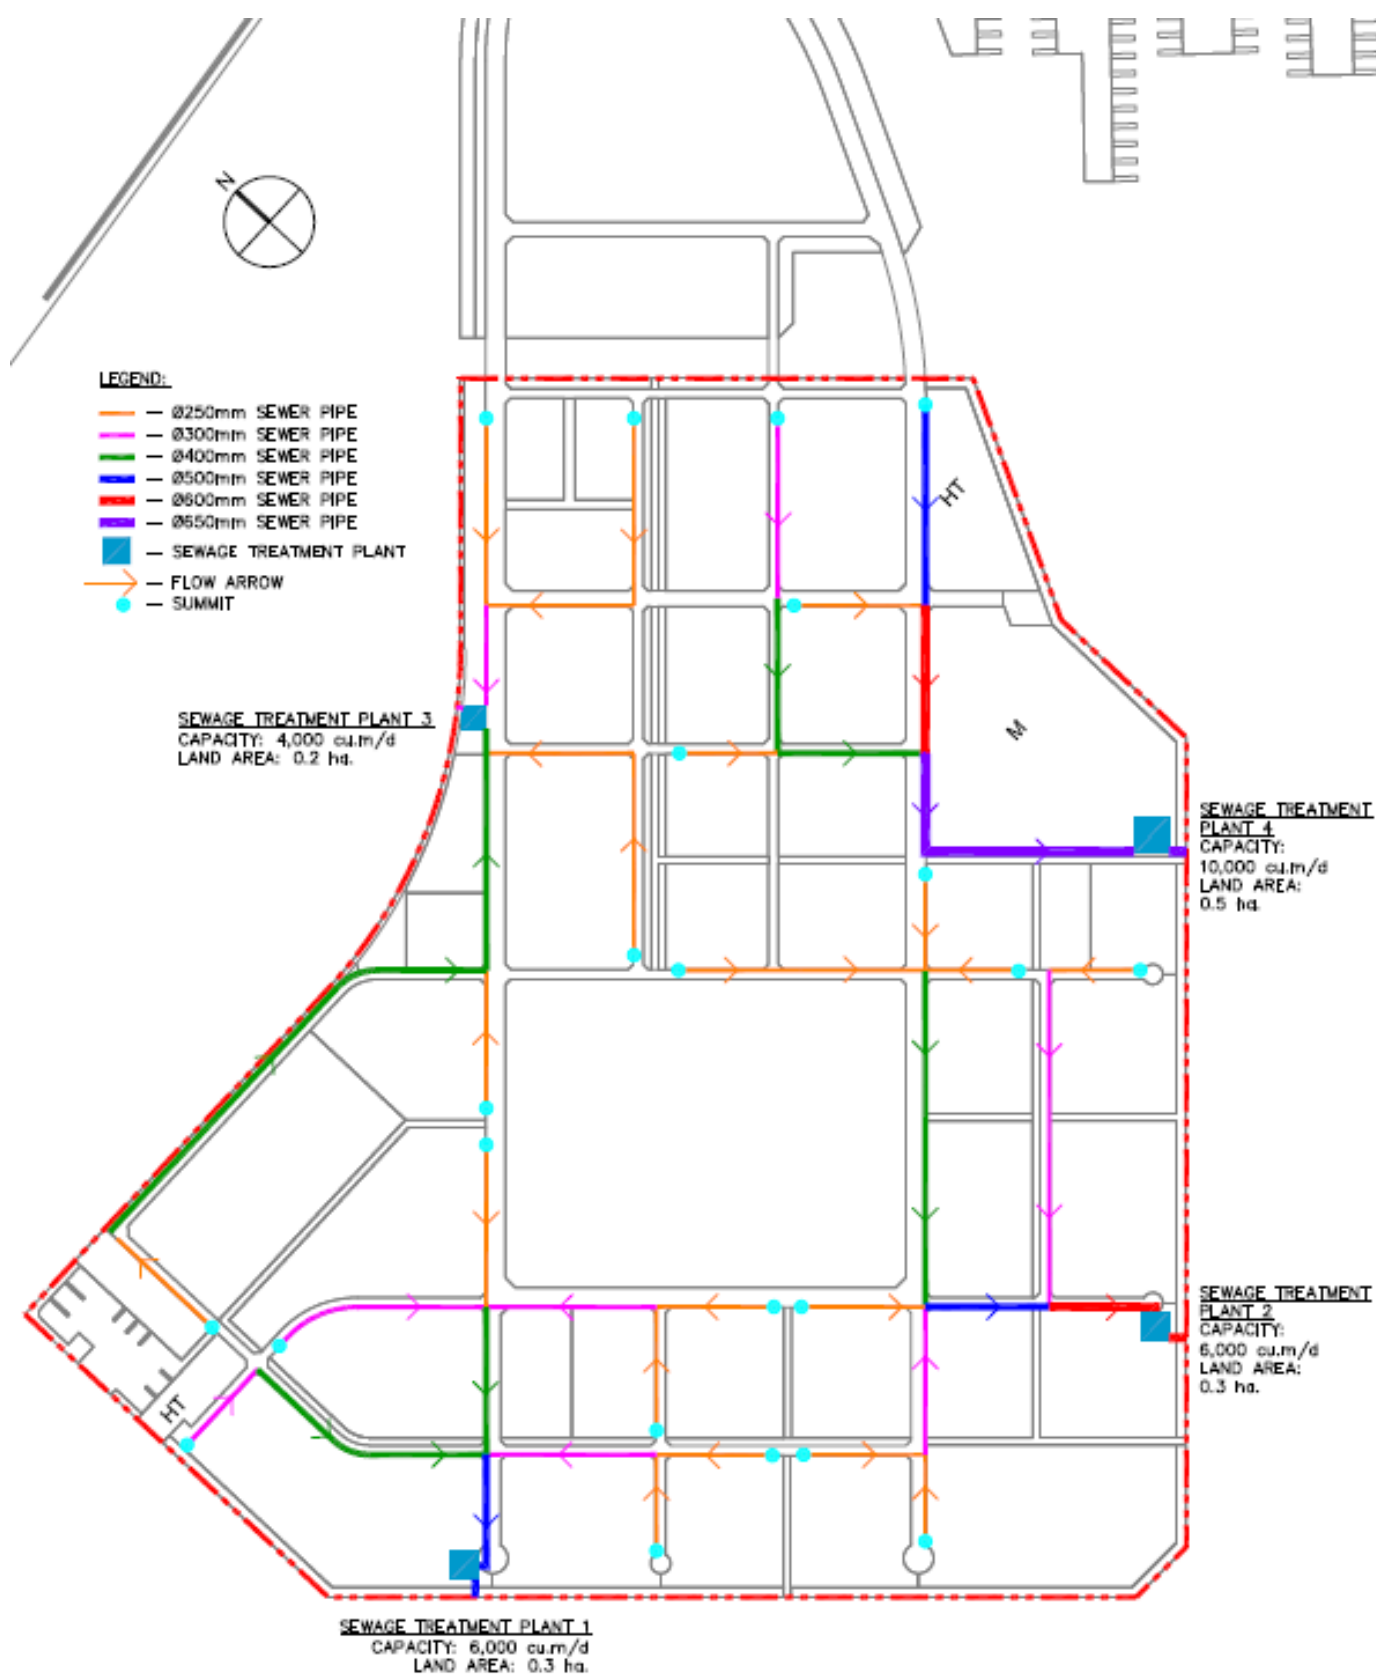 N
LEGEND:
— Ø250mm SEWER PIPE
— Ø300mm SEWER PIPE
— Ø400mm SEWER PIPE
— Ø500mm SEWER PIPE
— Ø600mm SEWER PIPE
— Ø650mm SEWER PIPE
— SEWAGE TREATMENT PLANT
— FLOW ARROW
— SUMMIT
HT
M
SEWAGE TREATMENT PLANT 3
CAPACITY: 4,000 cu.m/d
LAND AREA: 0.2 ha.
SEWAGE TREATMENT
PLANT 4
CAPACITY:
10,000 cu.m/d
LAND AREA:
0.5 ha.
SEWAGE TREATMENT
PLANT 2
CAPACITY:
6,000 cu.m/d
LAND AREA:
0.3 ha.
HT
SEWAGE TREATMENT PLANT 1
CAPACITY: 6,000 cu.m/d
LAND AREA: 0.3 ha.